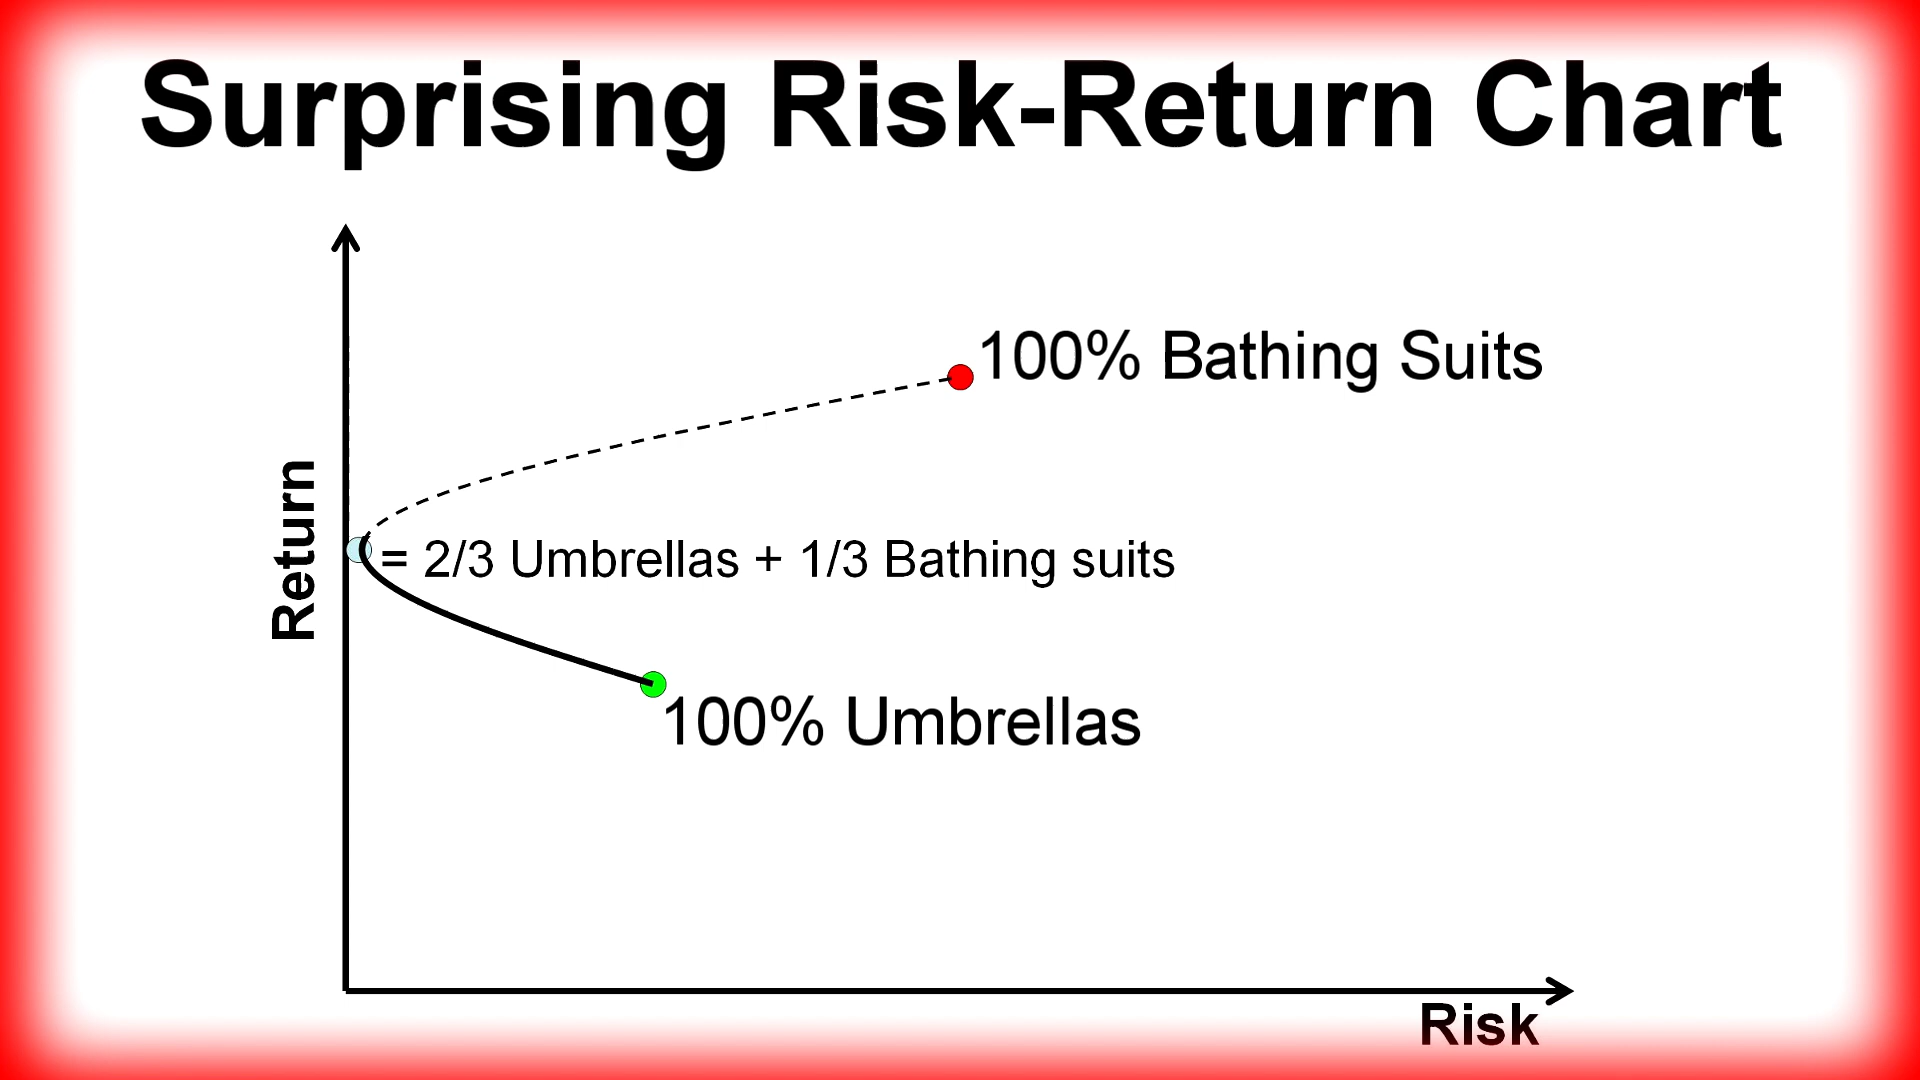 Surprising Risk-Return Chart
100% Bathing Suits
Return
= 2/3 Umbrellas + 1/3 Bathing suits
100% Umbrellas
Risk